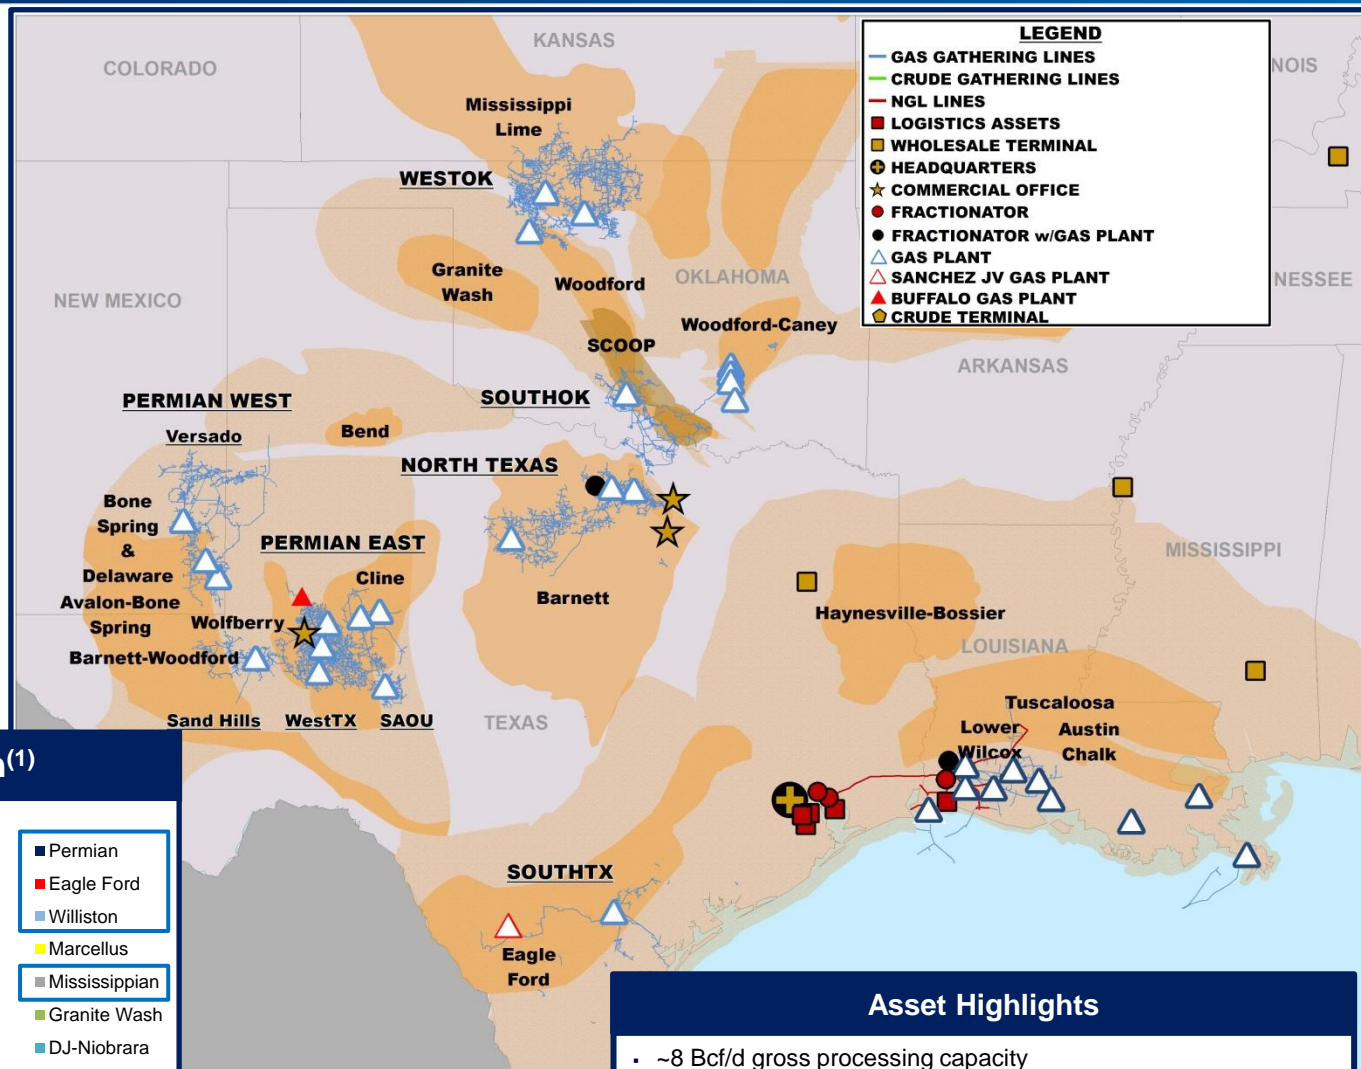 KANSAS
COLORADO
NOIS
LEGEND
GAS GATHERING LINES
CRUDE GATHERING LINES
NGL LINES
LOGISTICS ASSETS
WHOLESALE TERMINAL
HEADQUARTERS
COMMERCIAL OFFICE
FRACTIONATOR
FRACTIONATOR w/GAS PLANT
GAS PLANT
SANCHEZ JV GAS PLANT
BUFFALO GAS PLANT
CRUDE TERMINAL
Mississippi
Lime
WESTOK
Granite
Wash
Woodford
OKLAHOMA
NEW MEXICO
NESSEE
Woodford-Caney
SCOOP
ARKANSAS
SOUTHOK
PERMIAN WEST
Versado
Bend
NORTH TEXAS
Bone
Spring
&
Delaware
Avalon-Bone
Spring
PERMIAN EAST
Cline
Wolfberry
Barnett-Woodford
Barnett
MISSISSIPPI
Haynesville-Bossier
LOUISIANA
Sand Hills
WestTX
SAOU
TEXAS
Tuscaloosa
Lower
Wilcox
Austin
Chalk
SOUTHTX
Eagle
Ford
(1)
Permian
Eagle Ford
Williston
Marcellus
Mississippian
Granite Wash
DJ-Niobrara
Asset Highlights
▪ ~8 Bcf/d gross processing capacity